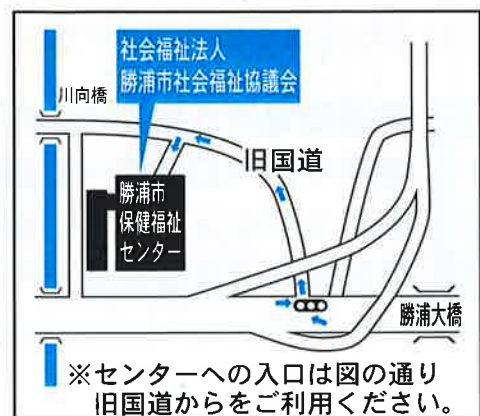 社会福祉法人
勝浦市社会福祉協議会
川向橋
旧国道
勝浦市
保健福祉
センター
勝浦大橋
※センターへの入口は図の通り
旧国道からをご利用ください。